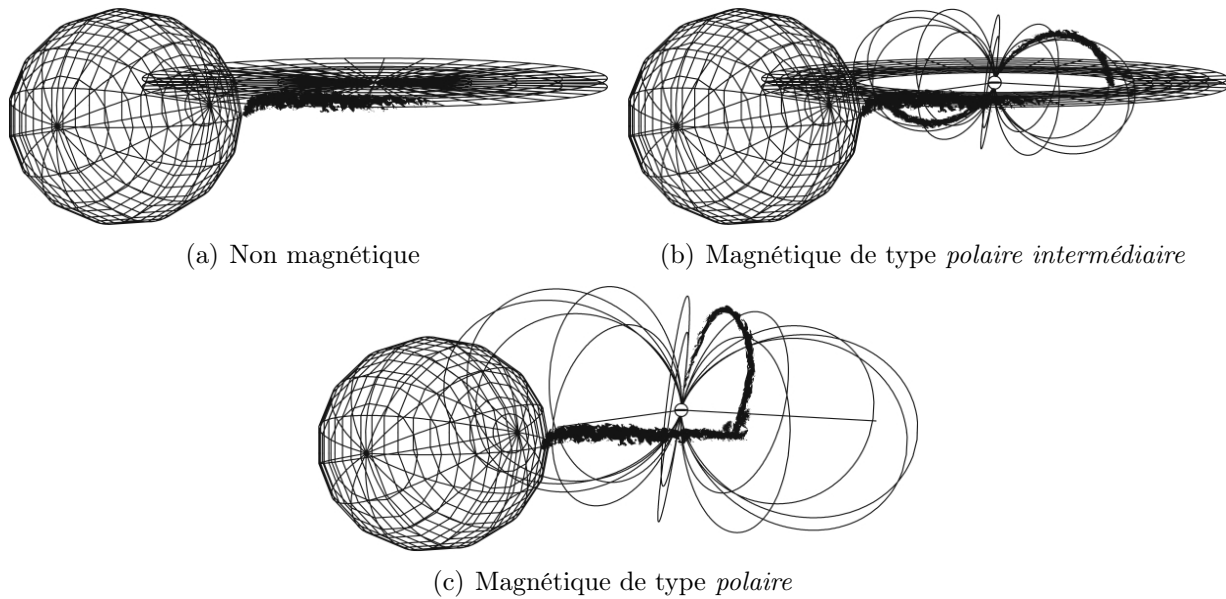 (a) Non magnétique
(b) Magnétique de type polaire intermédiaire
(c) Magnétique de type polaire